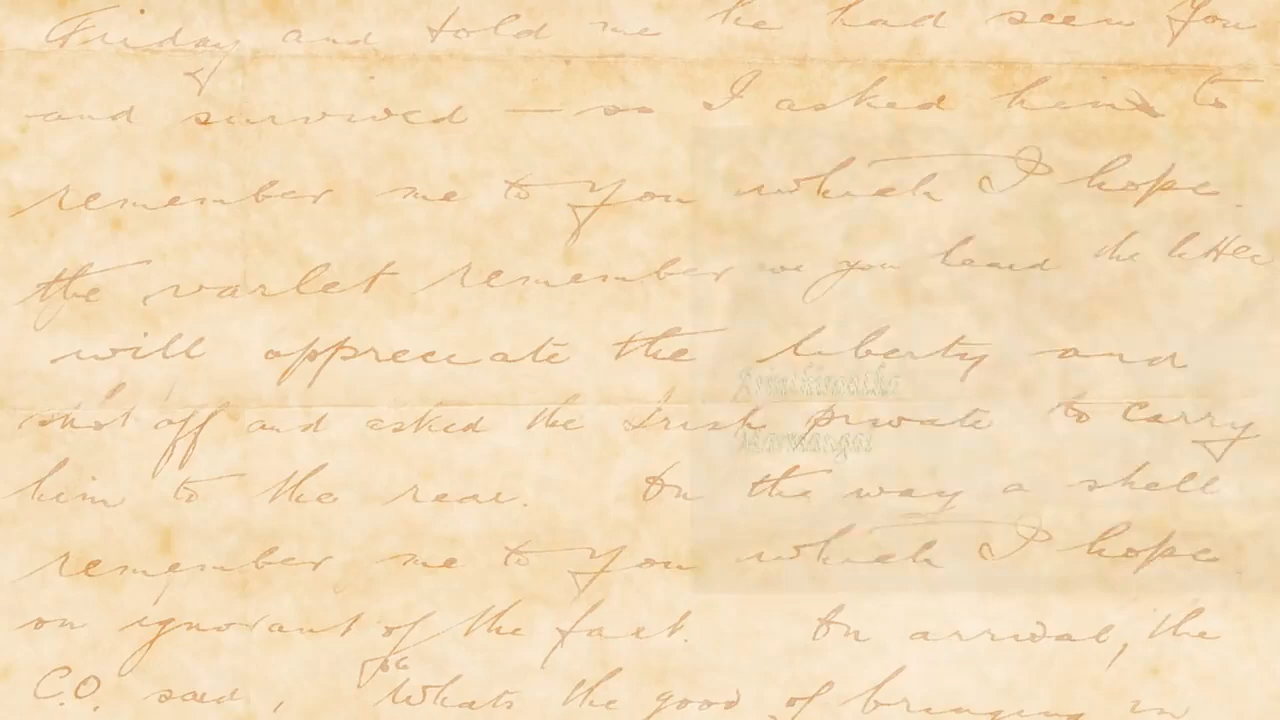 Friday and told me he had seen you
and survived — so I asked him to
remember me to you which I hope
the varlet remember we you heard the letter
will appreciate the liberty and
shot off and asked the Irish private to carry
him to the rear. On the way a shell
remember me to you which I hope
on ignorant of the fact. On arrival, the
C.O. said, "Whats the good of bringing in